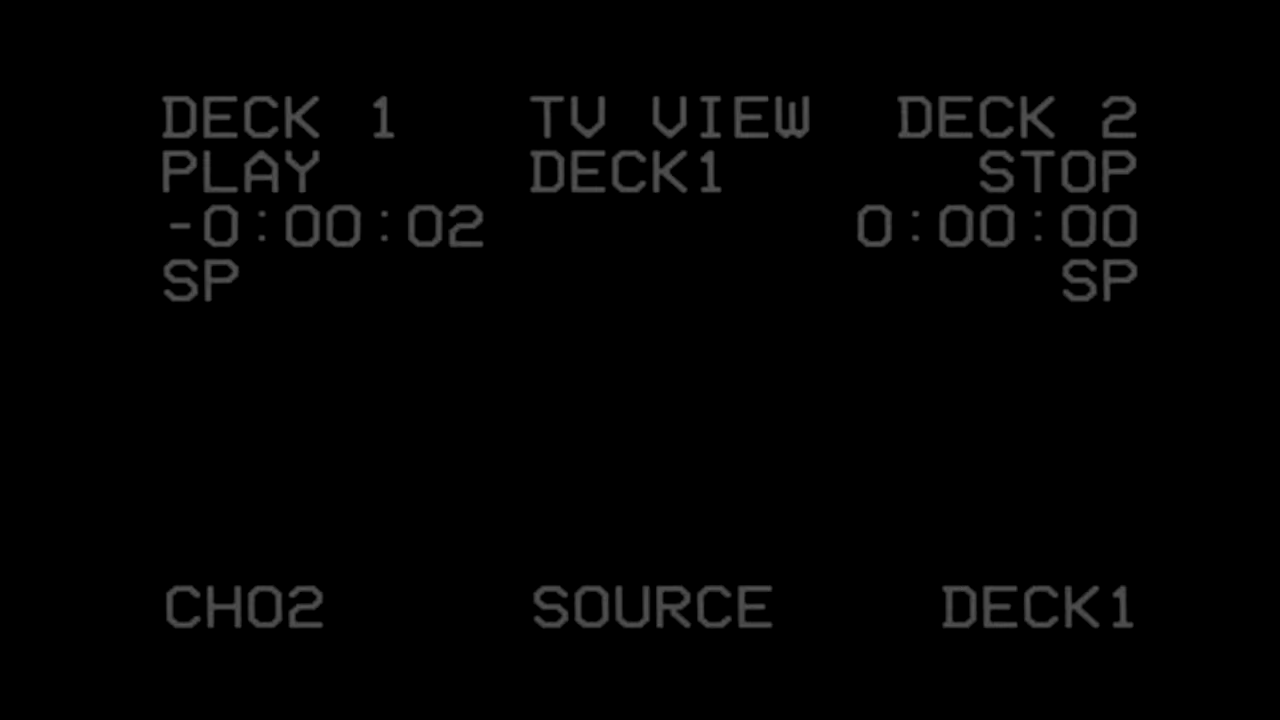 DECK 1 TV VIEW DECK 2
PLAY DECK1 STOP
-0:00:02 0:00:00
SP SP
CH02 SOURCE DECK1